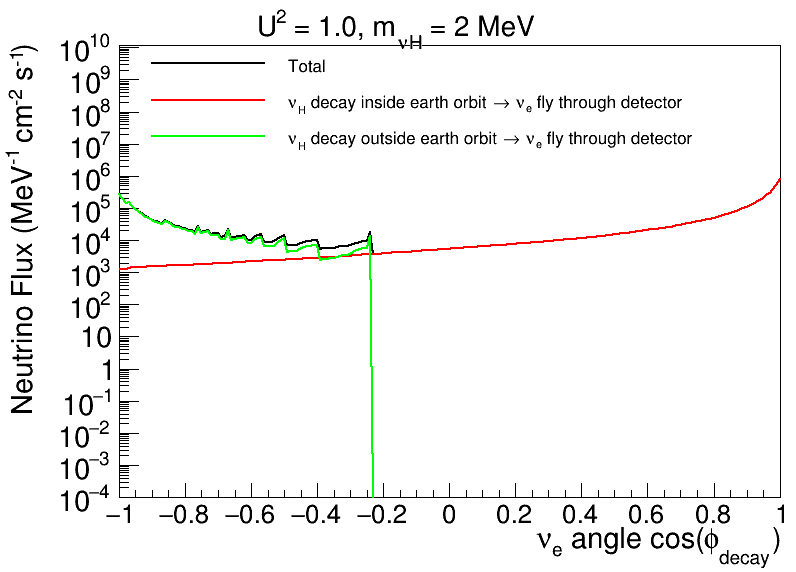 U² = 1.0, m_νH = 2 MeV
Neutrino Flux (MeV⁻¹ cm⁻² s⁻¹)
10¹⁰
10⁹
10⁸
10⁷
10⁶
10⁵
10⁴
10³
10²
10
1
10⁻¹
10⁻²
10⁻³
10⁻⁴
Total
ν_H decay inside earth orbit → ν_e fly through detector
ν_H decay outside earth orbit → ν_e fly through detector
−1 −0.8 −0.6 −0.4 −0.2 0 0.2 0.4 0.6 0.8 1
ν_e angle cos(ϕ_decay)